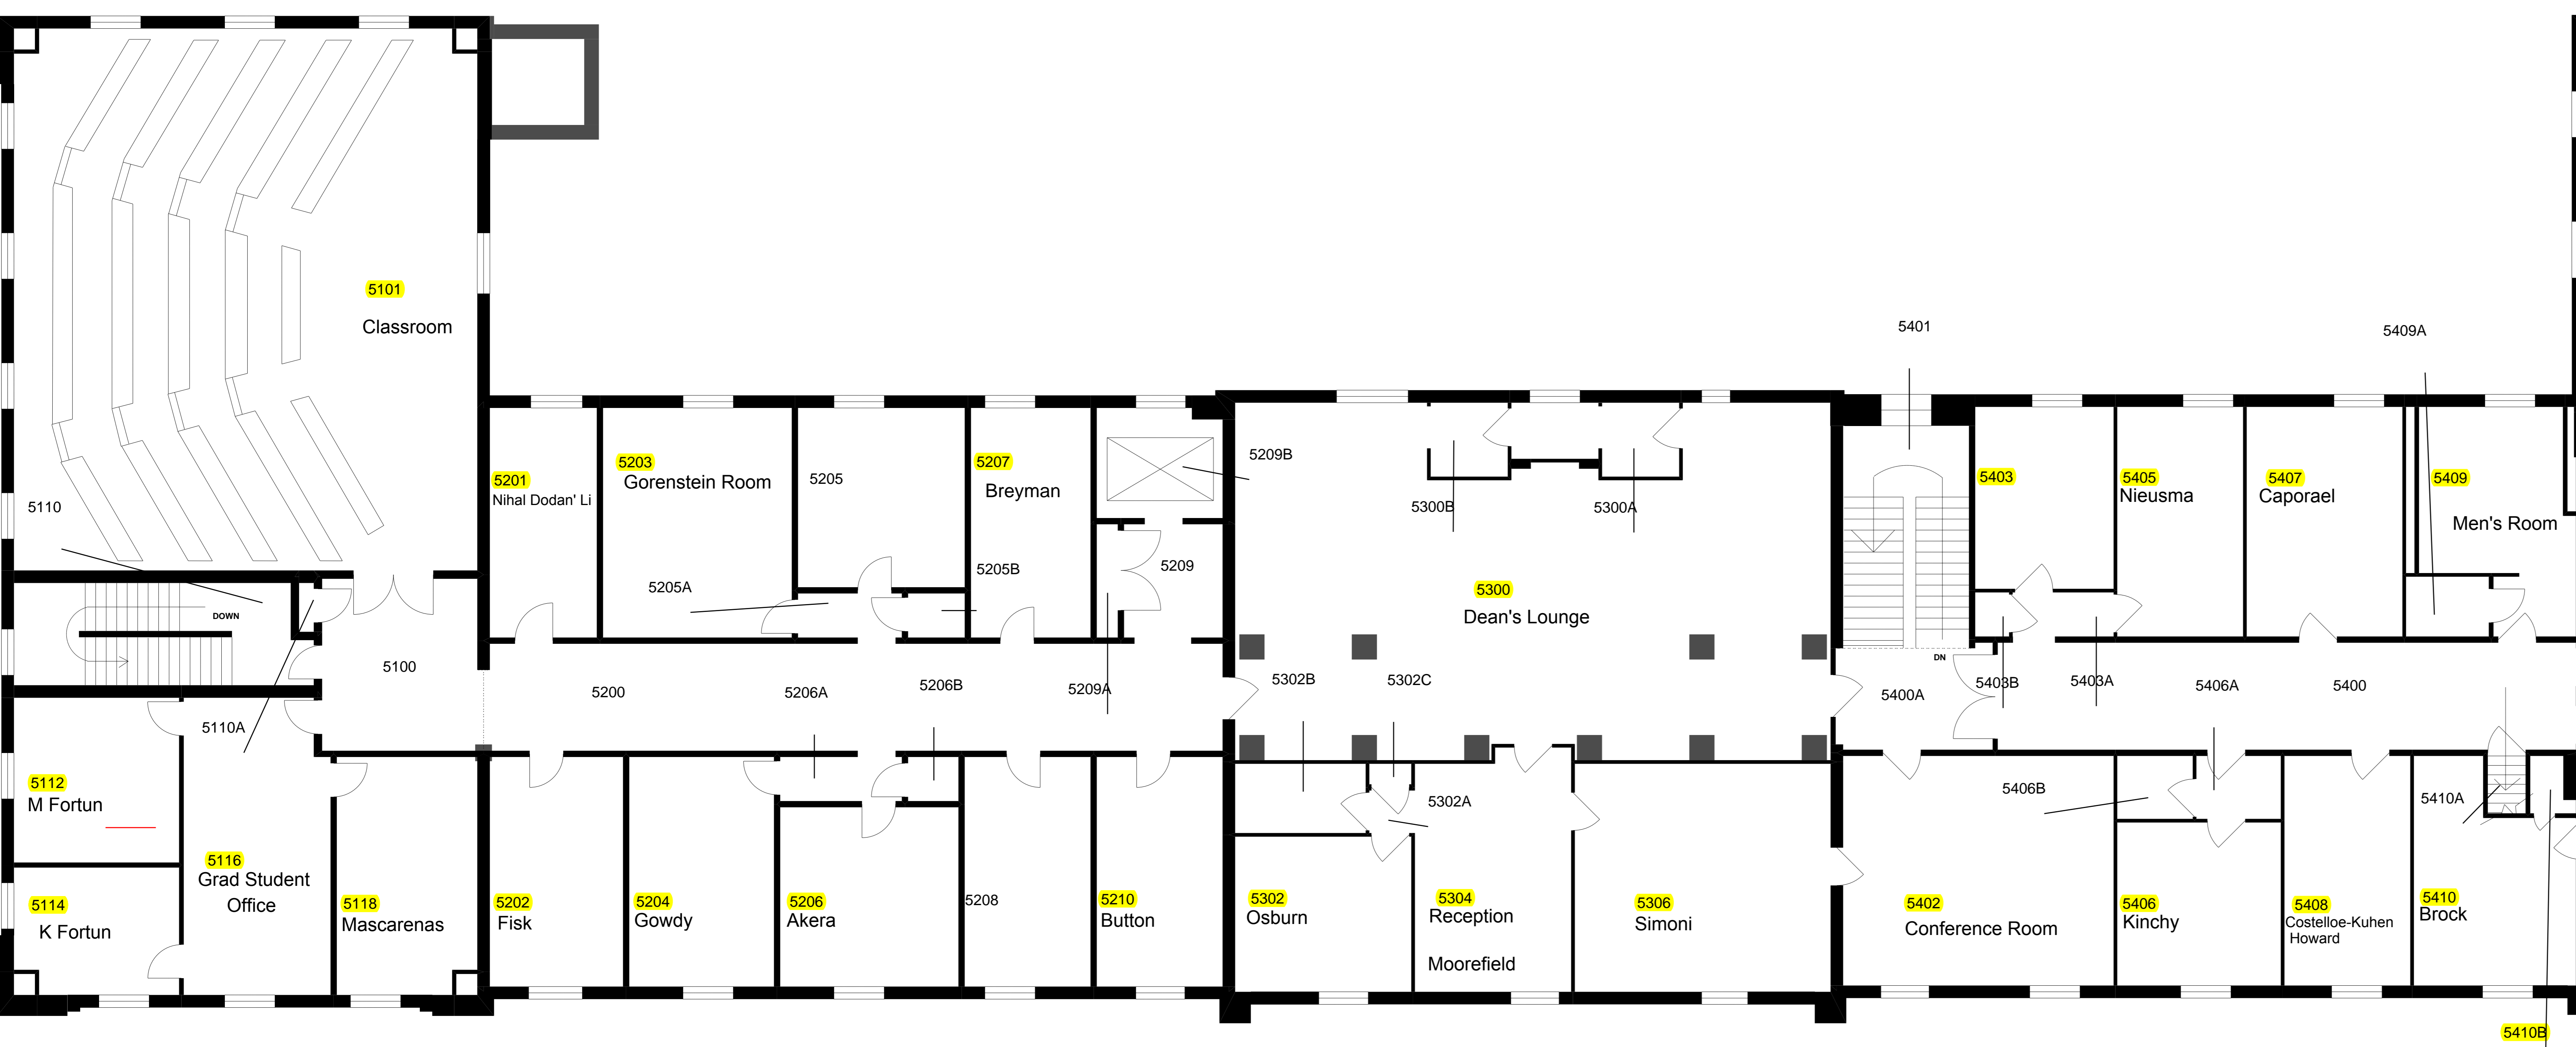 5101
Classroom
5110
DOWN
5100
5110A
5112
M Fortun
5114
K Fortun
5116
Grad Student
Office
5118
Mascarenas
5201
Nihal Dodan' Li
5203
Gorenstein Room
5205
5205A
5207
Breyman
5205B
5209
5209B
5200
5206A
5206B
5209A
5202
Fisk
5204
Gowdy
5206
Akera
5208
5210
Button
5300B
5300A
5300
Dean's Lounge
5302B
5302C
5302A
5302
Osburn
5304
Reception
Moorefield
5306
Simoni
5401
5409A
5403
5405
Nieusma
5407
Caporael
5409
Men's Room
DN
5400A
5403B
5403A
5406A
5400
5406B
5402
Conference Room
5406
Kinchy
5408
Costelloe-Kuhen
Howard
5410A
5410
Brock
5410B